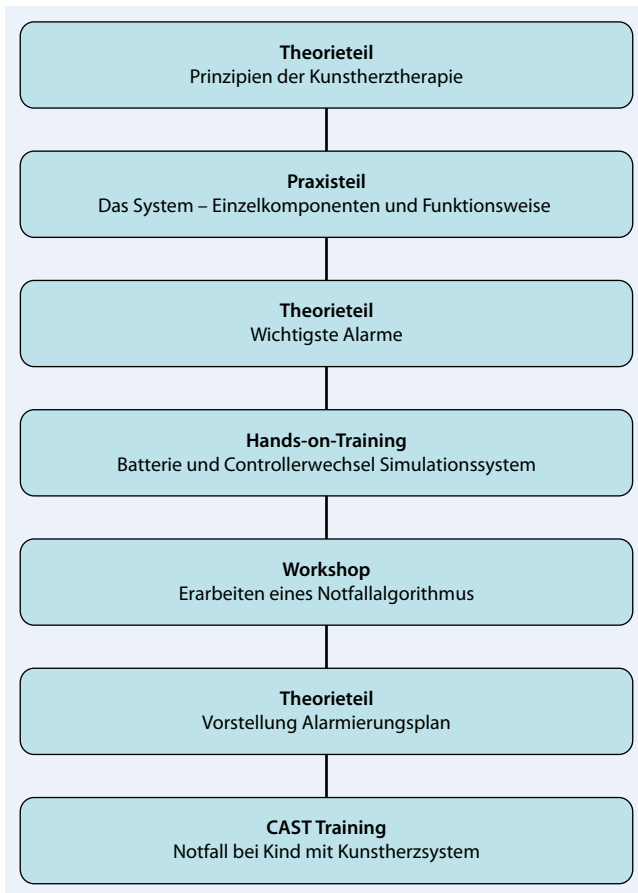 Theorieteil
Prinzipien der Kunstherztherapie
Praxisteil
Das System – Einzelkomponenten und Funktionsweise
Theorieteil
Wichtigste Alarme
Hands-on-Training
Batterie und Controllerwechsel Simulationssystem
Workshop
Erarbeiten eines Notfallalgorithmus
Theorieteil
Vorstellung Alarmierungsplan
CAST Training
Notfall bei Kind mit Kunstherzsystem